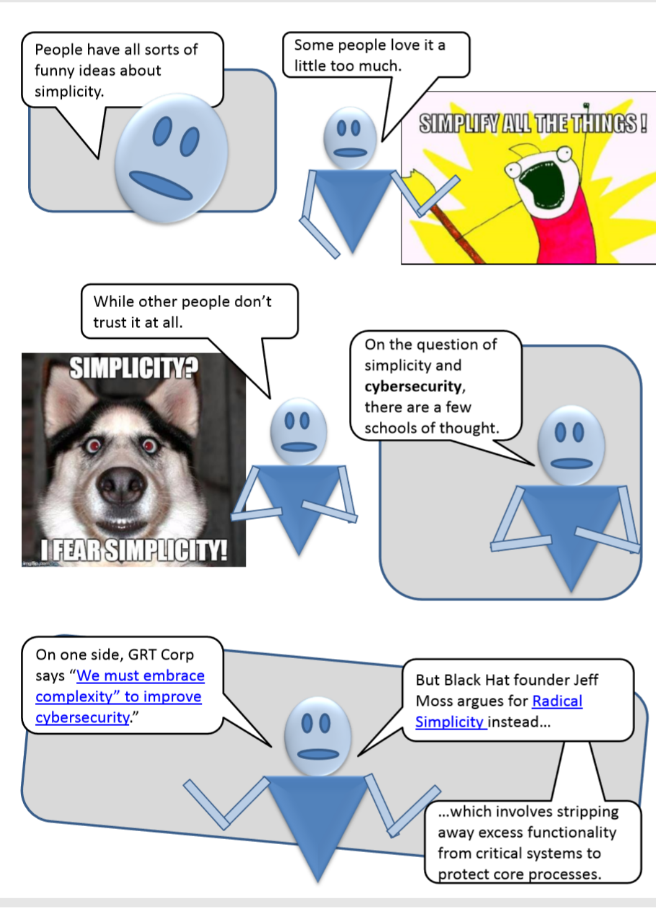 People have all sorts of
funny ideas about
simplicity.
Some people love it a
little too much.
SIMPLIFY ALL THE THINGS !
While other people don't
trust it at all.
SIMPLICITY?
I FEAR SIMPLICITY!
On the question of
simplicity and
cybersecurity,
there are a few
schools of thought.
On one side, GRT Corp
says “We must embrace
complexity” to improve
cybersecurity.”
But Black Hat founder Jeff
Moss argues for Radical
Simplicity instead…
…which involves stripping
away excess functionality
from critical systems to
protect core processes.